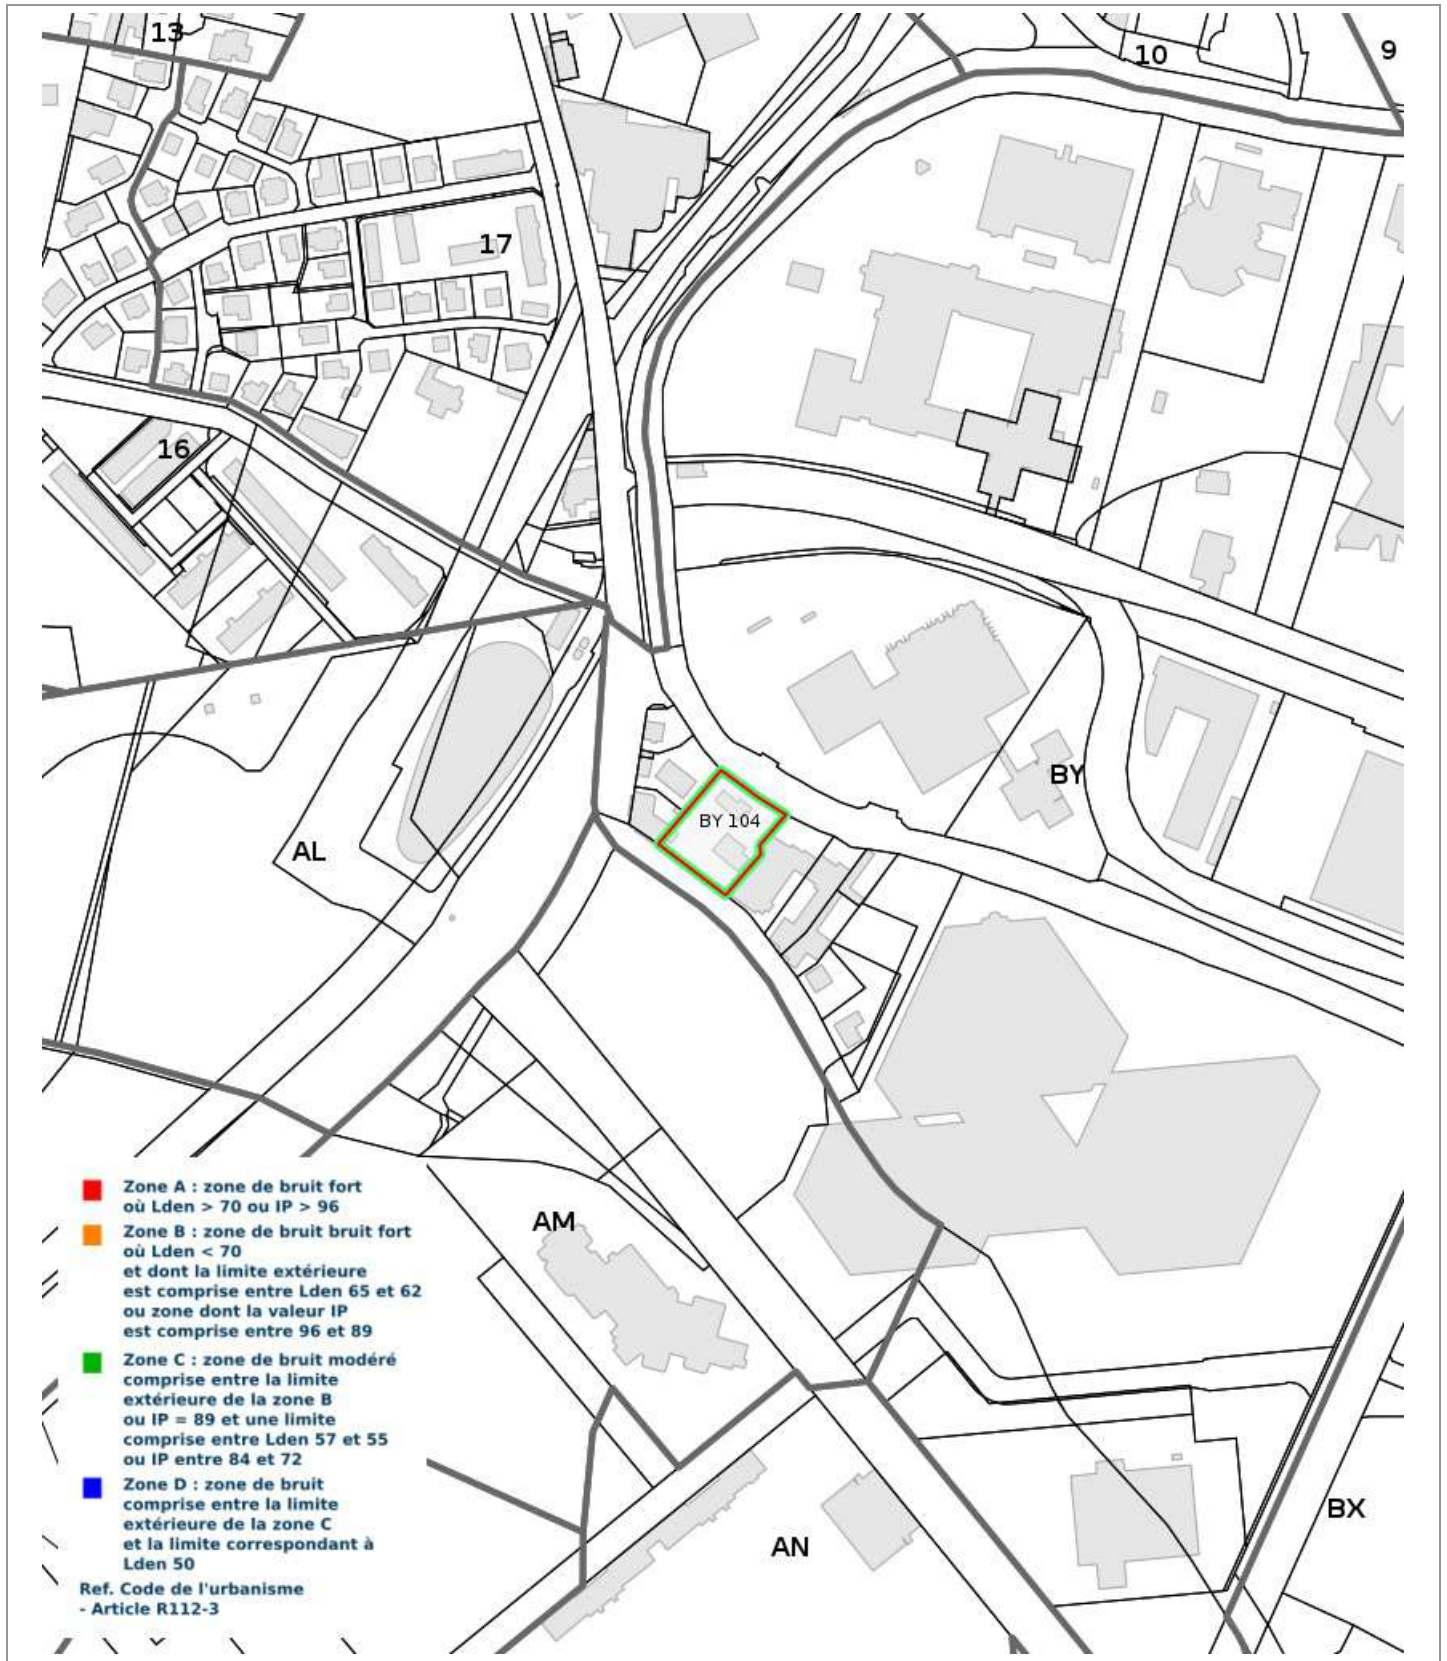 13
10
9
17
16
BY
BY 104
AL
Zone A : zone de bruit fort
où Lden > 70 ou IP > 96
Zone B : zone de bruit bruit fort
où Lden < 70
et dont la limite extérieure
est comprise entre Lden 65 et 62
ou zone dont la valeur IP
est comprise entre 96 et 89
Zone C : zone de bruit modéré
comprise entre la limite
extérieure de la zone B
ou IP = 89 et une limite
comprise entre Lden 57 et 55
ou IP entre 84 et 72
Zone D : zone de bruit
comprise entre la limite
extérieure de la zone C
et la limite correspondant à
Lden 50
Ref. Code de l'urbanisme
- Article R112-3
AM
BX
AN